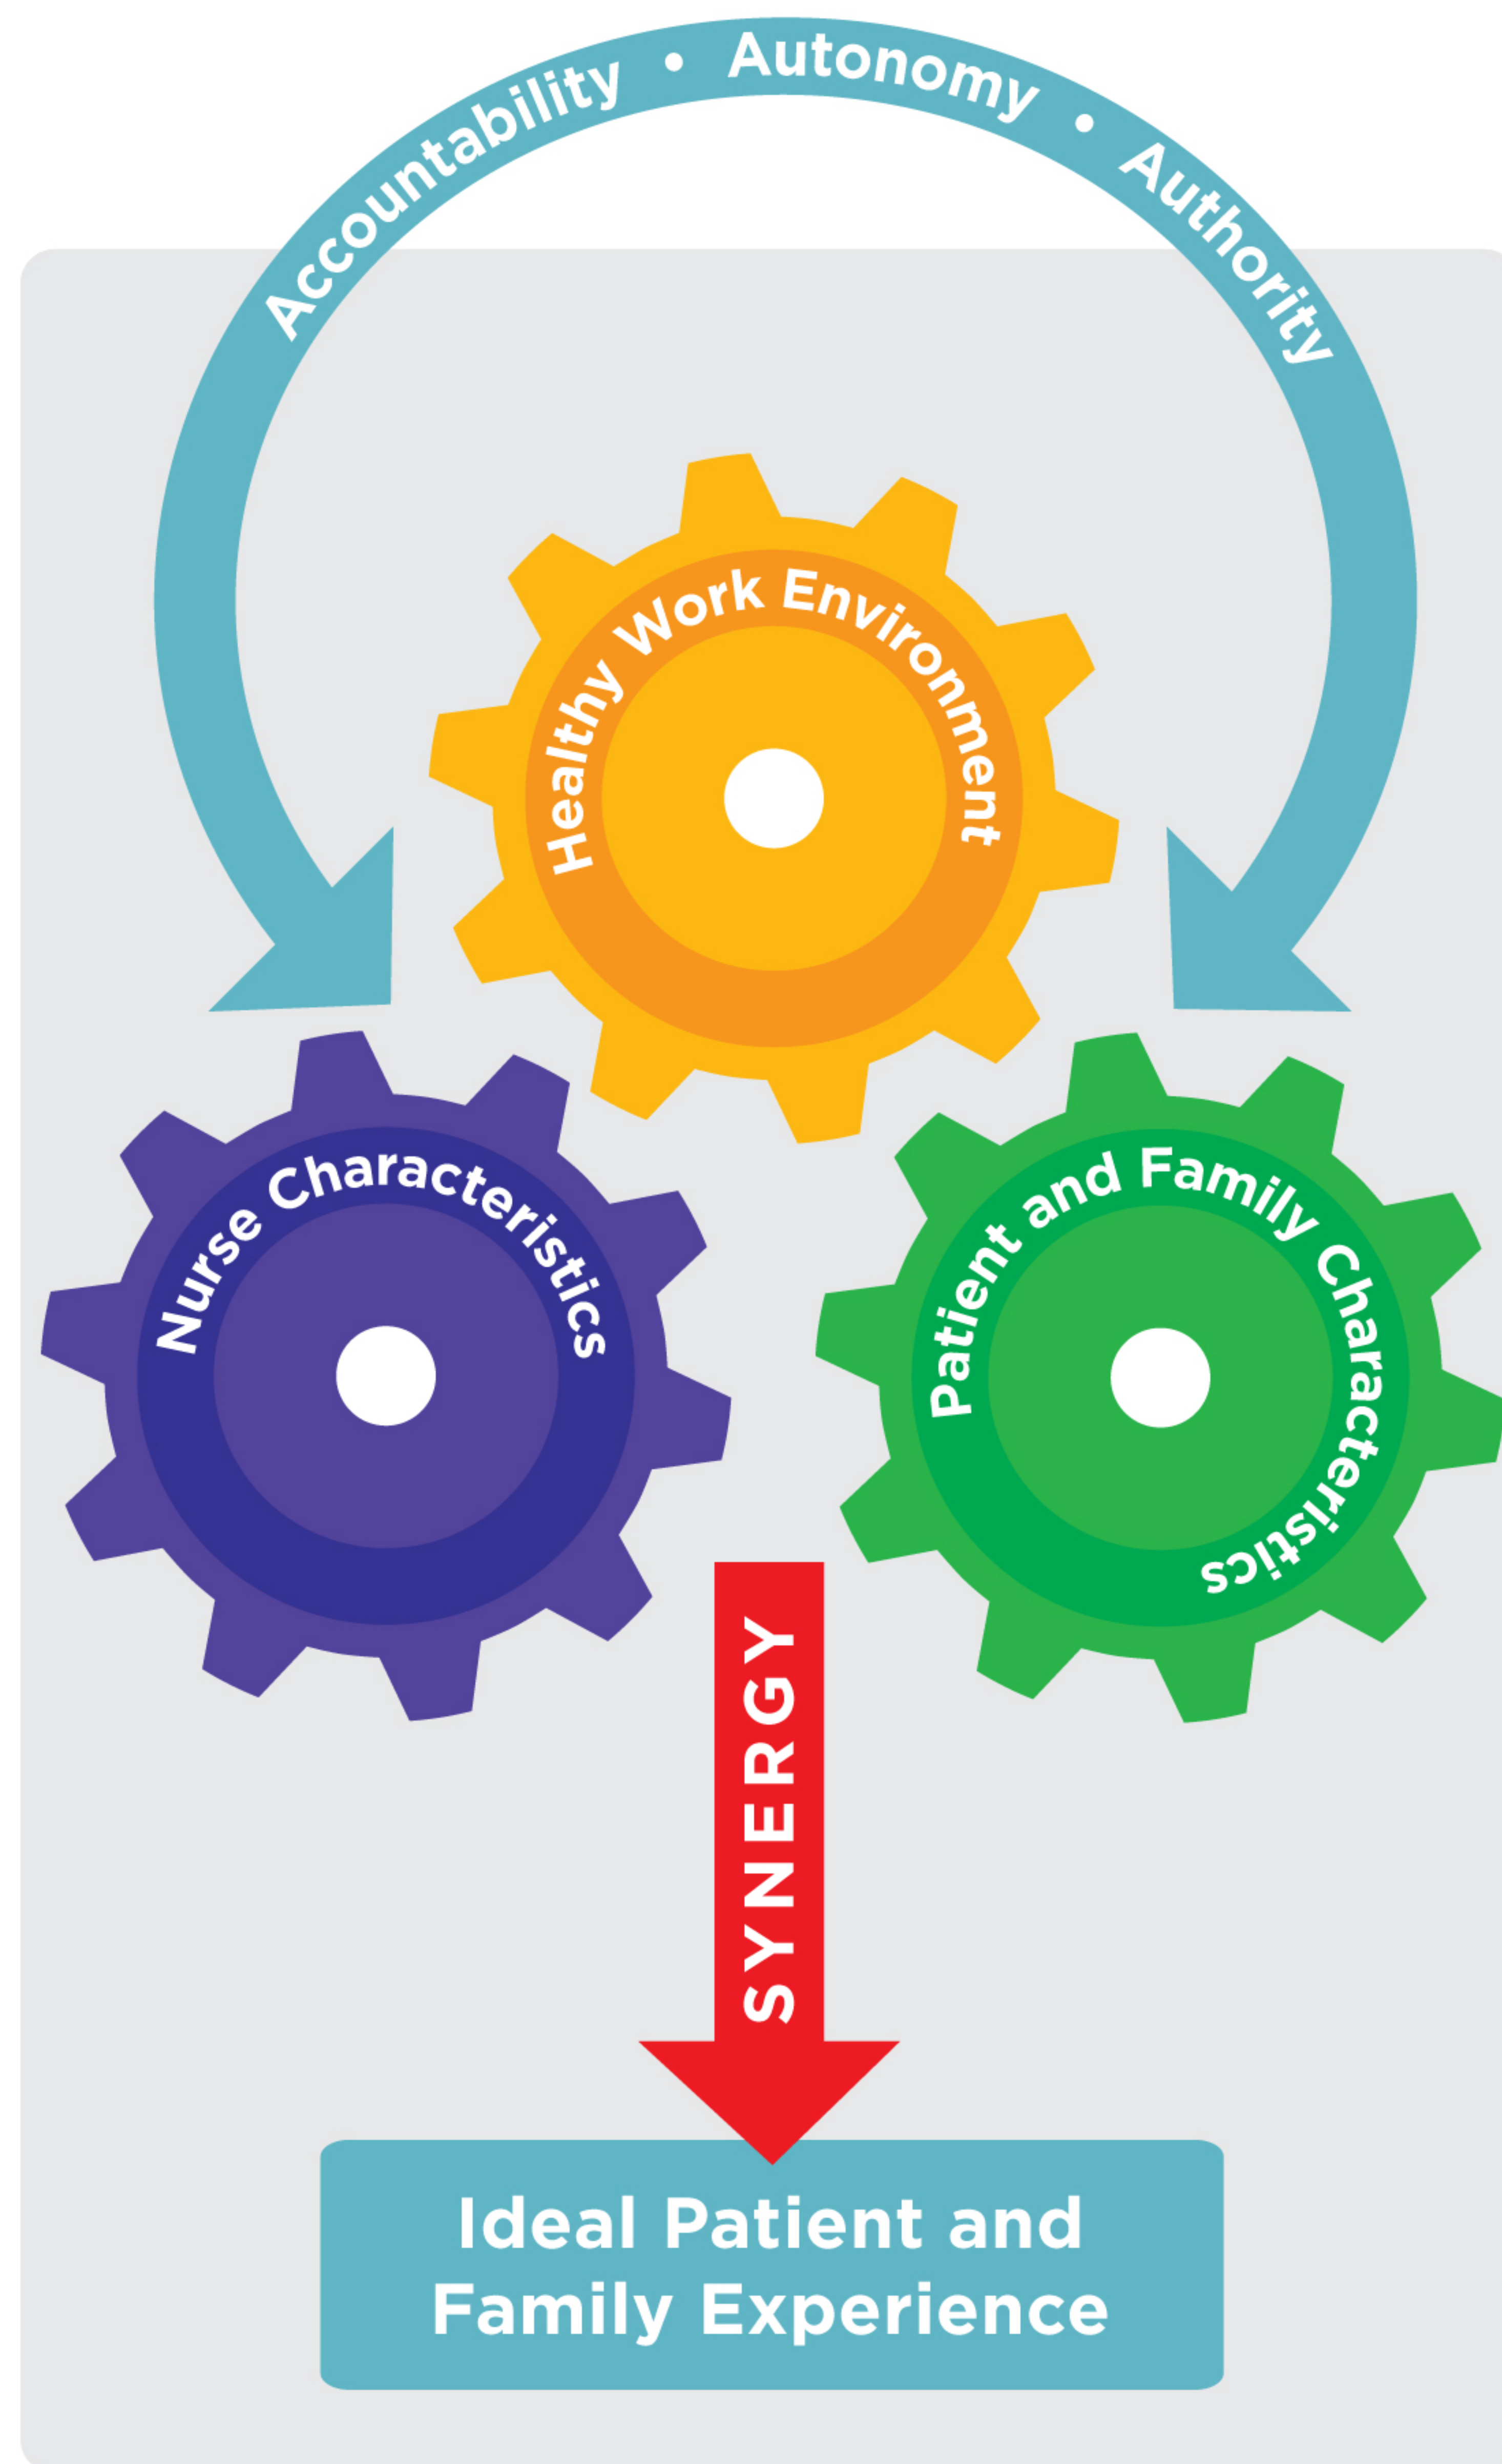 Accountability • Autonomy • Authority
Healthy Work Environment
Nurse Characteristics
Patient and Family Characteristics
SYNERGY
Ideal Patient and
Family Experience